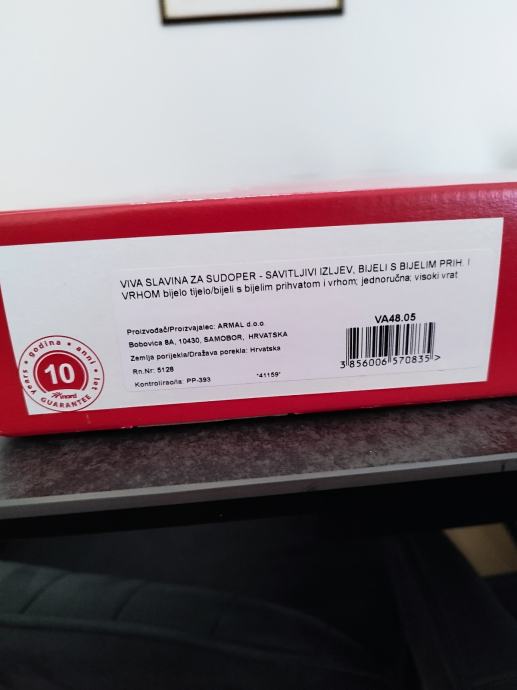 VIVA SLAVINA ZA SUDOPER - SAVITLJIVI IZLJEV, BIJELI S BIJELIM PRIH. I
VRHOM bijelo tijelo/bijeli s bijelim prihvatom i vrhom; jednoručna; visoki vrat
Proizvođač/Proizvajalec: ARMAL d.o.o
Bobovica 8A, 10430, SAMOBOR, HRVATSKA
Zemlja porijekla/Dražava porekla: Hrvatska
Rn.Nr: 5128
Kontrolirao/la: PP-393 *41159*
VA48.05
3 856006 570835 >
years • godina • anni • let
10
Armal
GUARANTEE